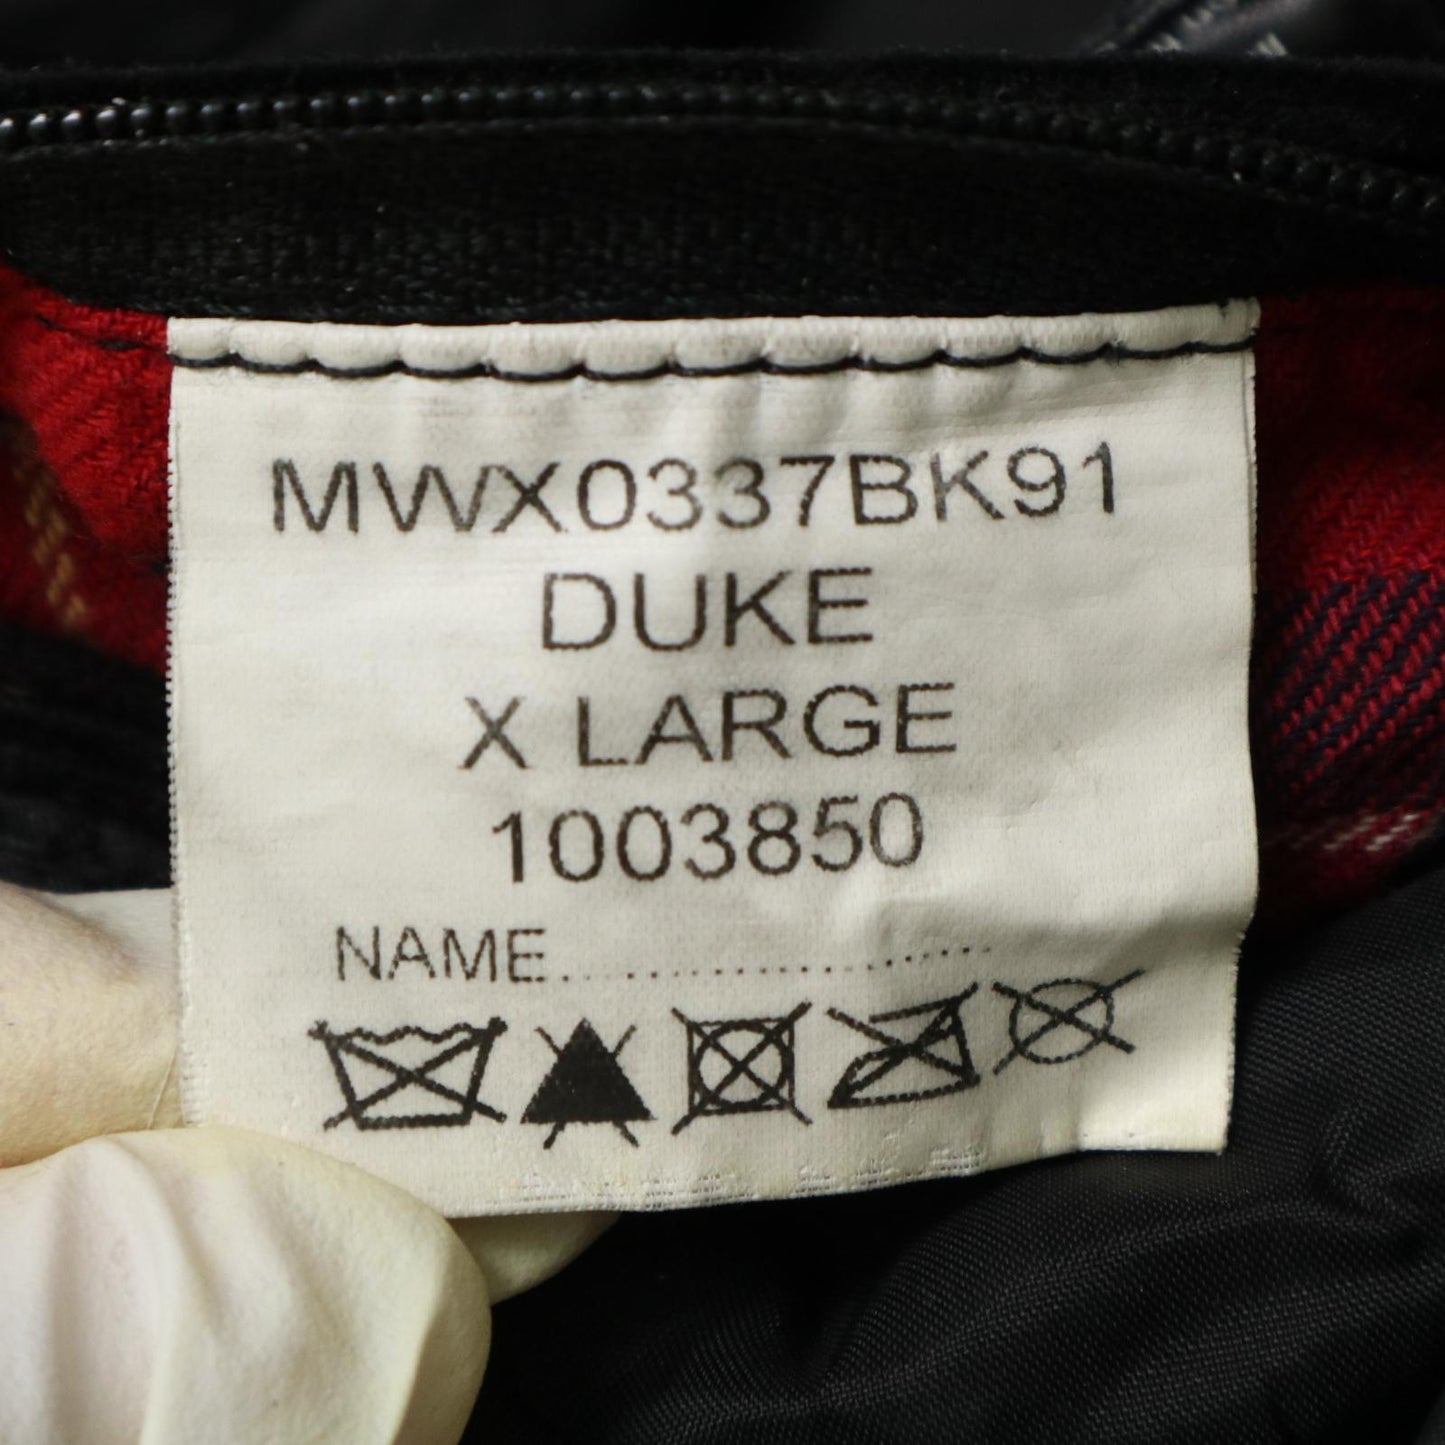 MWX0337BK91
DUKE
X LARGE
1003850
NAME..............................